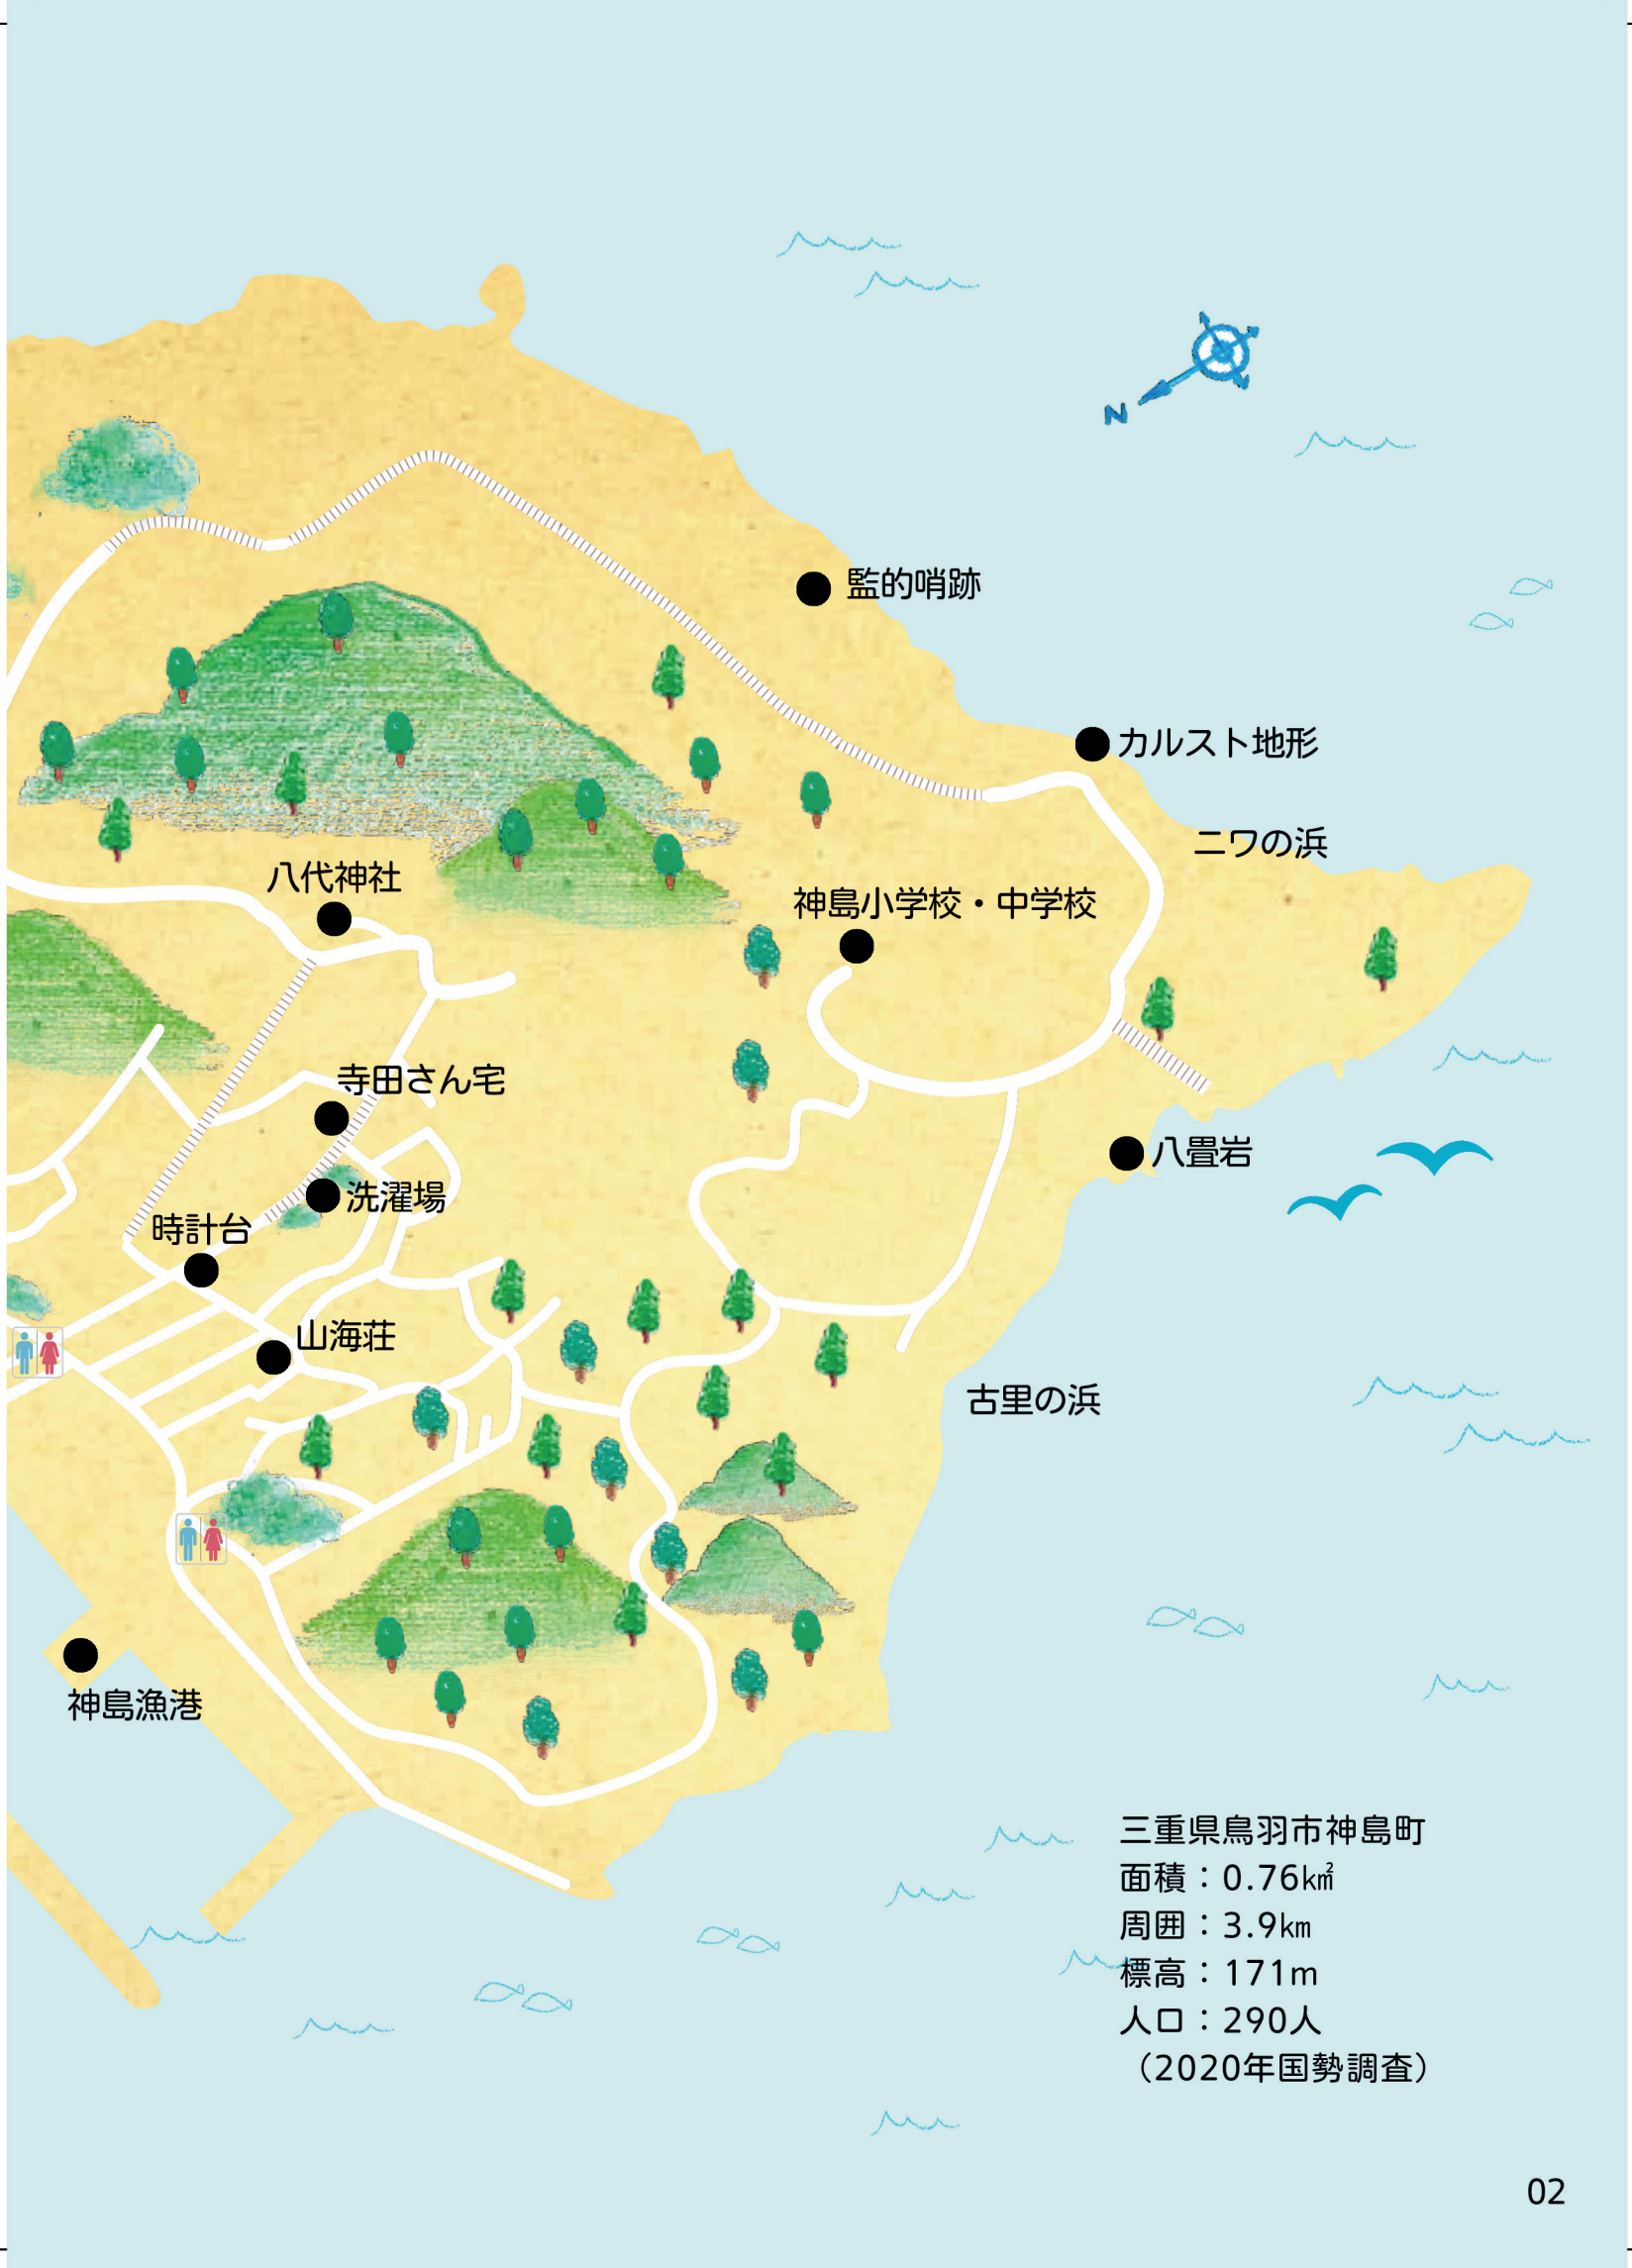 N
監的哨跡
カルスト地形
ニワの浜
八代神社
神島小学校・中学校
寺田さん宅
八畳岩
洗濯場
時計台
山海荘
古里の浜
神島漁港
三重県鳥羽市神島町
面積：0.76㎢
周囲：3.9㎞
標高：171m
人口：290人
（2020年国勢調査）
02